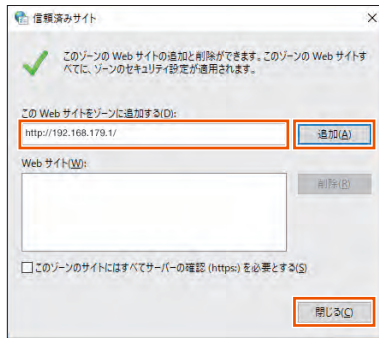 信頼済みサイト
このゾーンの Web サイトの追加と削除ができます。このゾーンの Web サイトす
べてに、ゾーンのセキュリティ設定が適用されます。
この Web サイトをゾーンに追加する(D):
http://192.168.179.1/
追加(A)
Web サイト(W):
削除(R)
このゾーンのサイトにはすべてサーバーの確認 (https:) を必要とする(S)
閉じる(C)